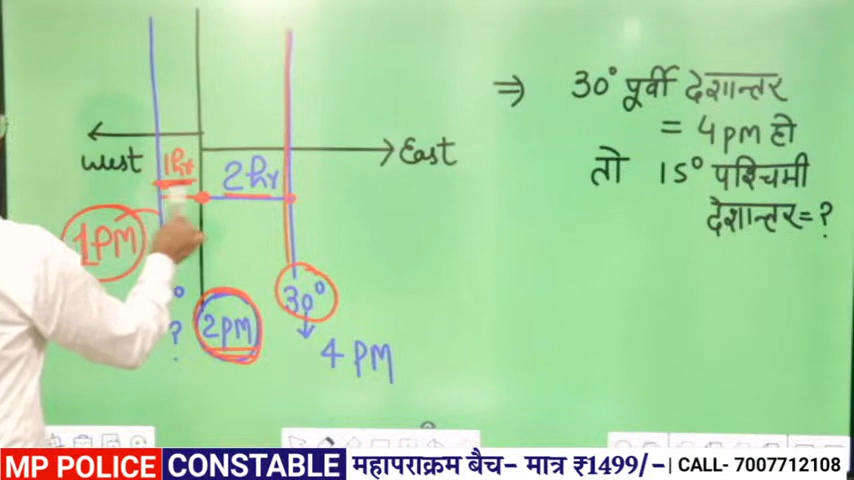 West
1hr
2hr
East
1PM
°
?
2PM
30°
4 PM
⇒ 30° पूर्वी देशान्तर
= 4pm हो
तो 15° पश्चिमी
देशान्तर = ?
MP POLICE CONSTABLE महापराक्रम बैच- मात्र ₹1499/- | CALL- 7007712108